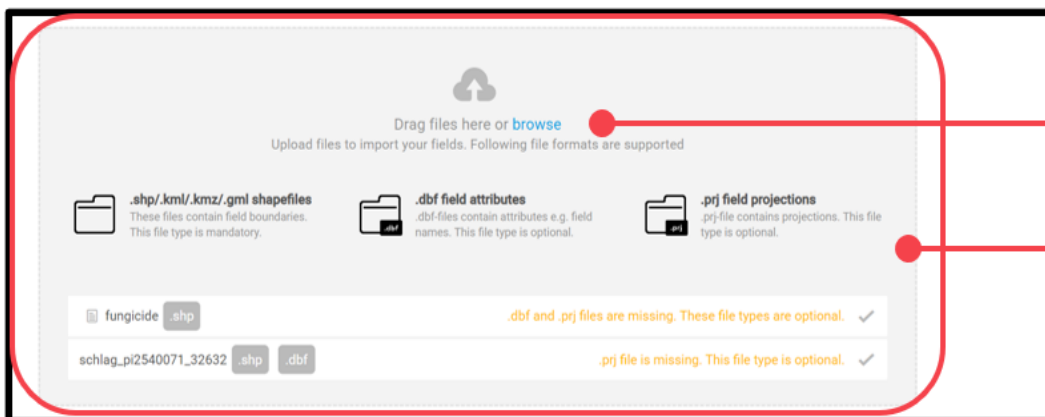 Drag files here or browse
Upload files to import your fields. Following file formats are supported
.shp/.kml/.kmz/.gml shapefiles
These files contain field boundaries.
This file type is mandatory.
.dbf field attributes
.dbf-files contain attributes e.g. field
names. This file type is optional.
.dbf
.prj field projections
.prj-file contains projections. This file
type is optional.
.prj
fungicide .shp .dbf and .prj files are missing. These file types are optional.
schlag_pi2540071_32632 .shp .dbf .prj file is missing. This file type is optional.